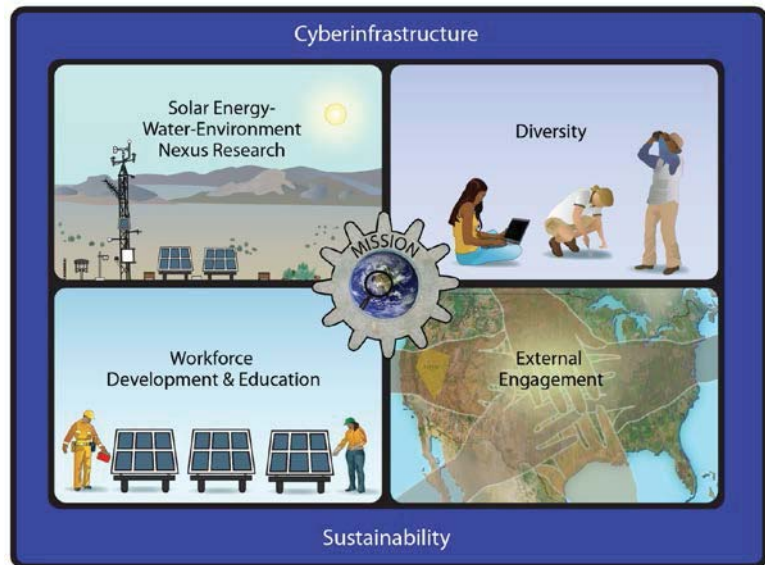 Cyberinfrastructure
Solar Energy-
Water-Environment
Nexus Research
Diversity
MISSION
Workforce
Development & Education
External
Engagement
Sustainability